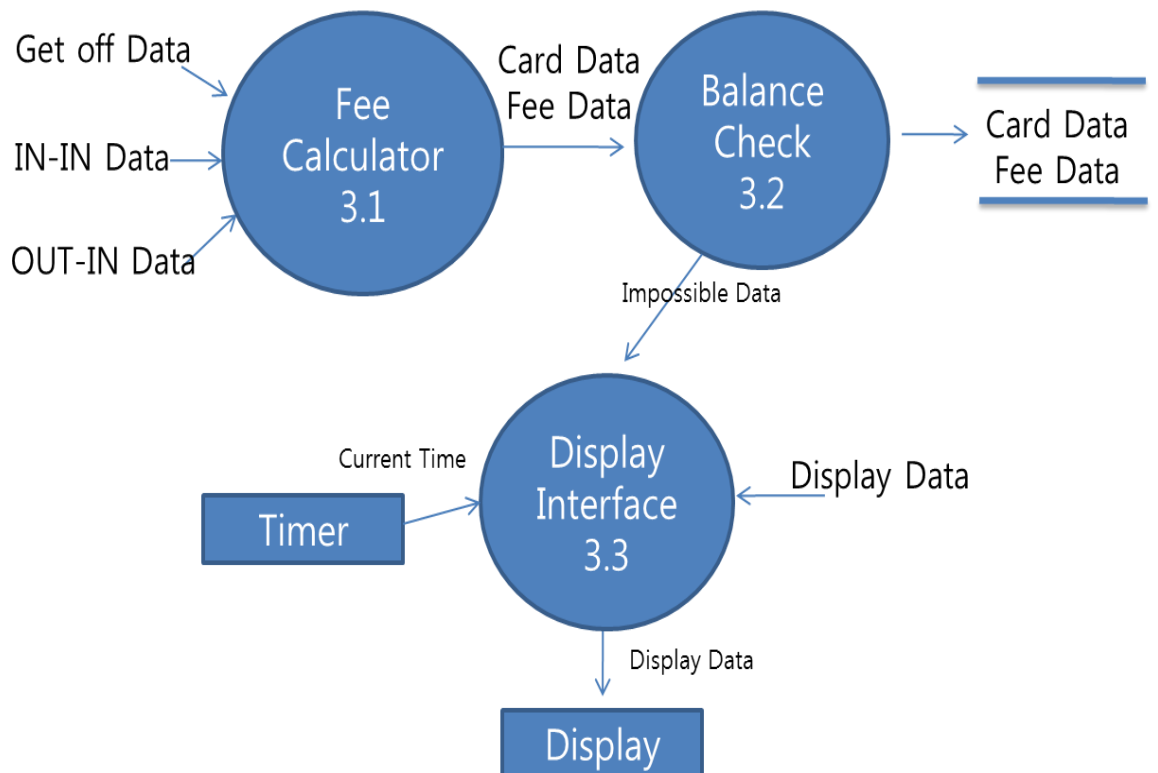 Get off Data
IN-IN Data
OUT-IN Data
Fee
Calculator
3.1
Card Data
Fee Data
Balance
Check
3.2
Card Data
Fee Data
Impossible Data
Current Time
Timer
Display
Interface
3.3
Display Data
Display Data
Display